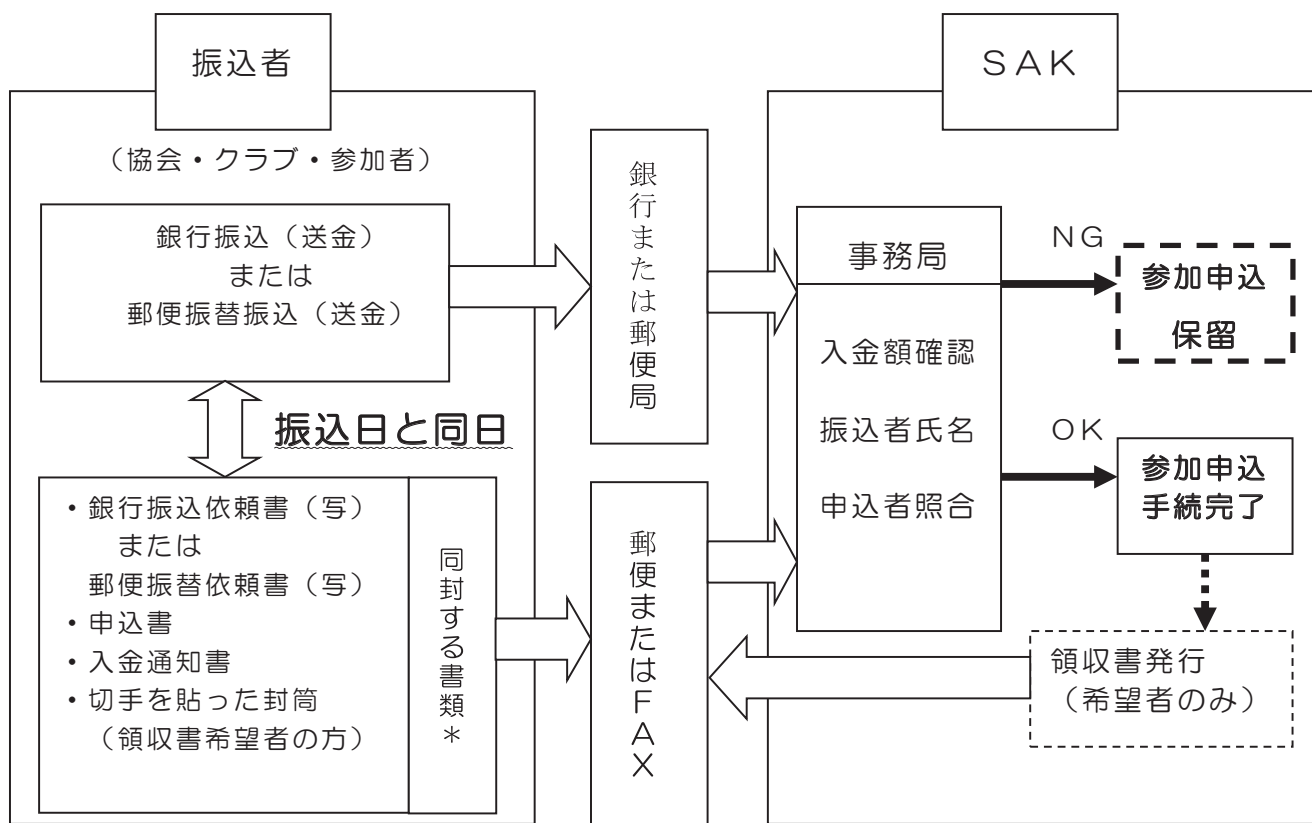 振込者
(協会・クラブ・参加者)
銀行振込(送金)
または
郵便振替振込(送金)
振込日と同日
・銀行振込依頼書(写)
または
郵便振替依頼書(写)
・申込書
・入金通知書
・切手を貼った封筒
(領収書希望者の方)
同封する書類*
銀行または郵便局
郵便またはFAX
SAK
事務局
入金額確認
振込者氏名
申込者照合
NG
参加申込
保留
OK
参加申込
手続完了
領収書発行
(希望者のみ)